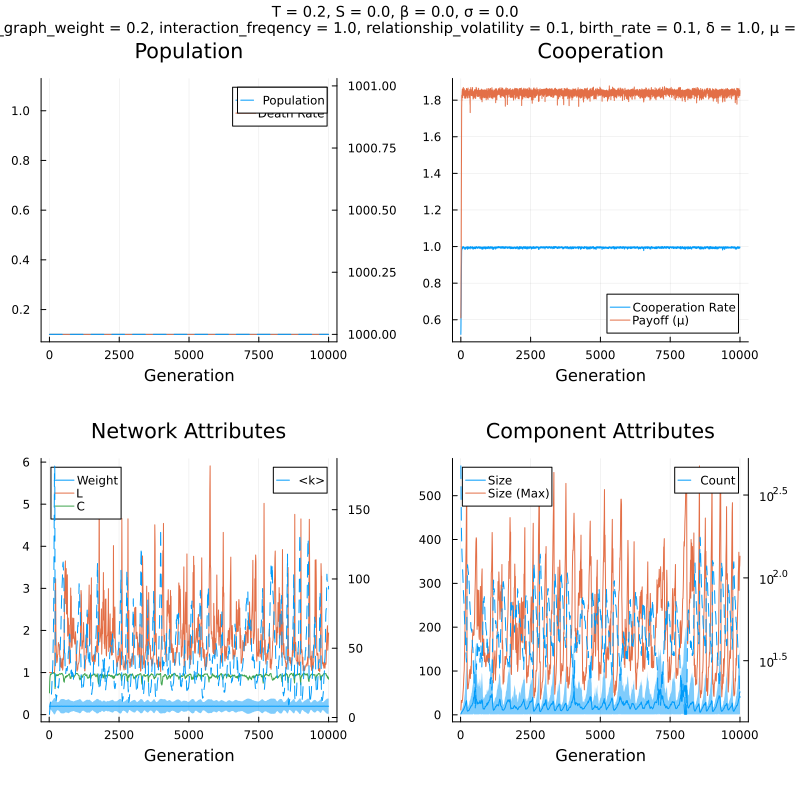 T = 0.2, S = 0.0, β = 0.0, σ = 0.0
_graph_weight = 0.2, interaction_freqency = 1.0, relationship_volatility = 0.1, birth_rate = 0.1, δ = 1.0, μ =
Population
1.0
0.8
0.6
0.4
0.2
1001.00
1000.75
1000.50
1000.25
1000.00
Population
Death Rate
0 2500 5000 7500 10000
Generation
Cooperation
1.8
1.6
1.4
1.2
1.0
0.8
0.6
Cooperation Rate
Payoff (μ)
0 2500 5000 7500 10000
Generation
Network Attributes
6
5
4
3
2
1
0
Weight
L
C
<k>
150
100
50
0
0 2500 5000 7500 10000
Generation
Component Attributes
500
400
300
200
100
0
Size
Size (Max)
Count
10^2.5
10^2.0
10^1.5
0 2500 5000 7500 10000
Generation